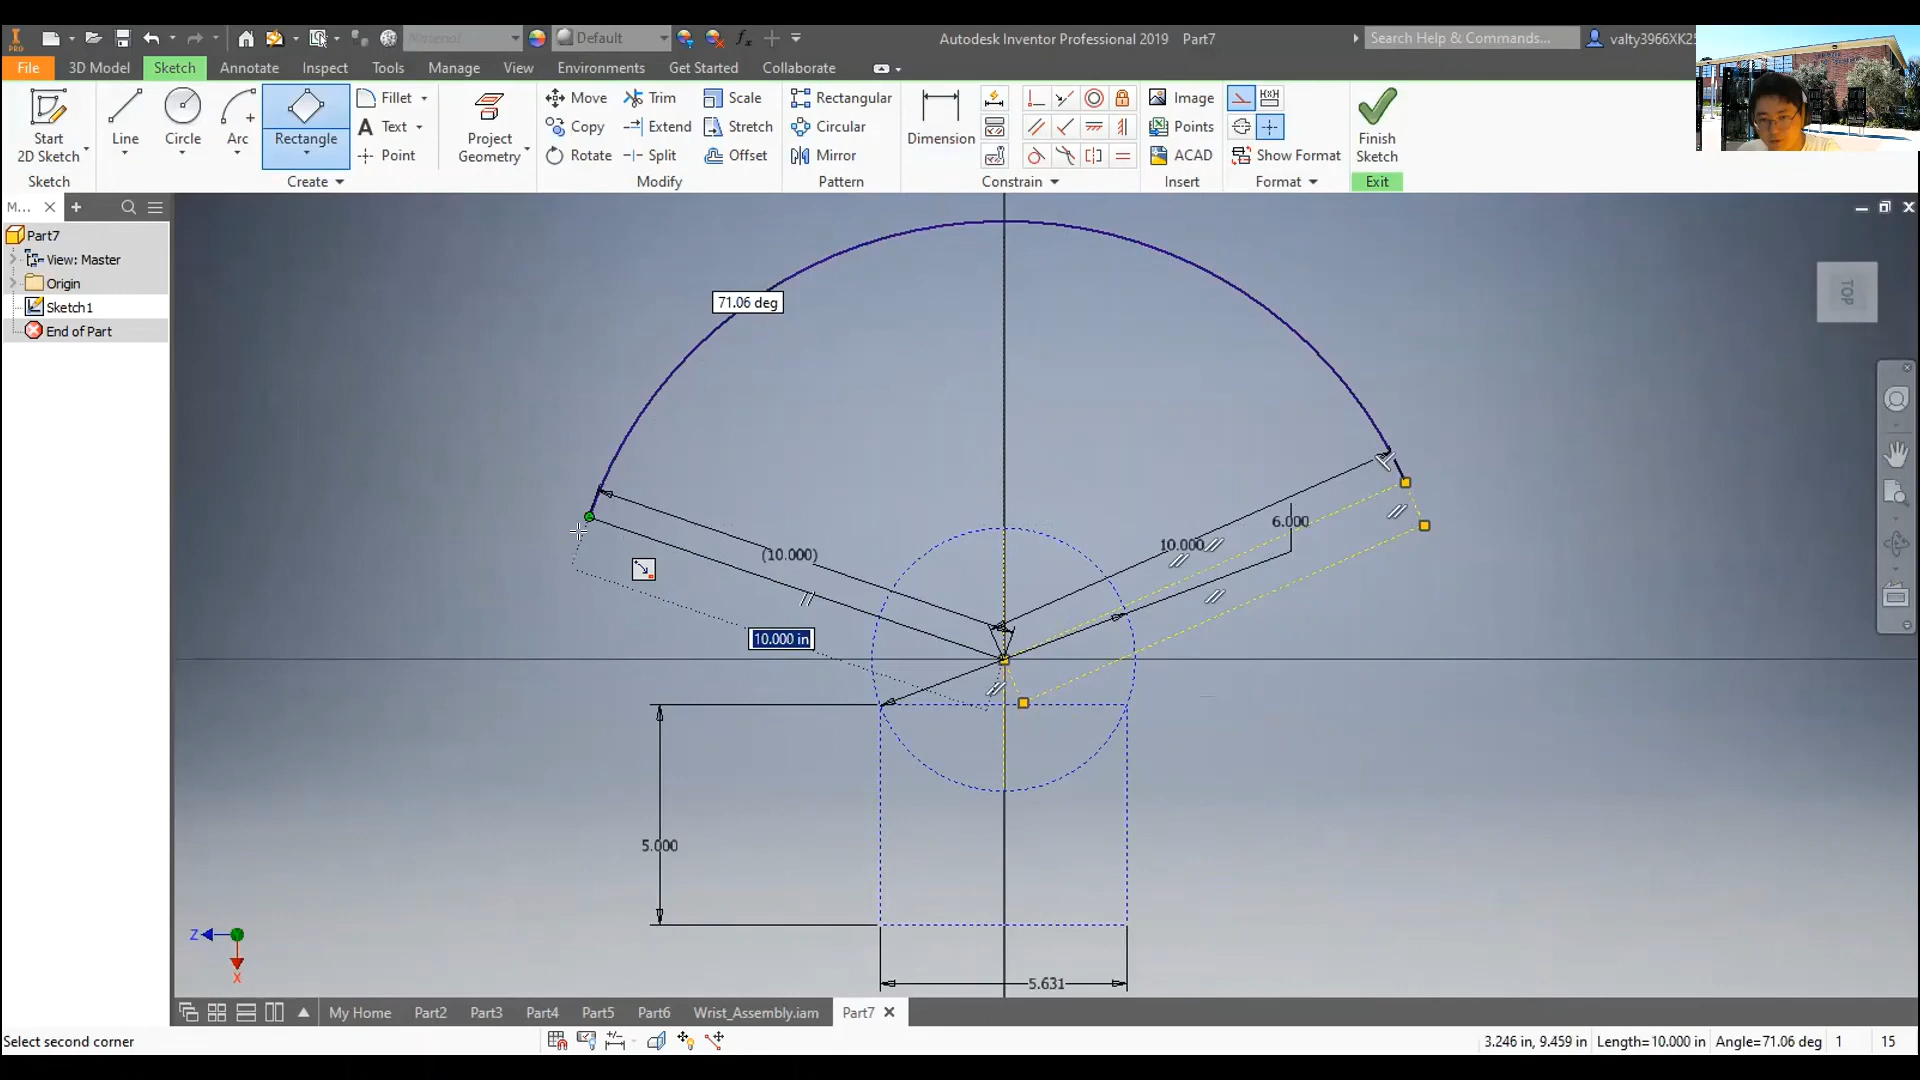 PRO
Material
Default
Autodesk Inventor Professional 2019 Part7
Search Help & Commands...
valty3966XK2
File
3D Model
Sketch
Annotate
Inspect
Tools
Manage
View
Environments
Get Started
Collaborate
Start
2D Sketch
Line
Circle
Arc
Rectangle
Fillet
Text
Point
Project
Geometry
Move
Copy
Rotate
Trim
Extend
Split
Scale
Stretch
Offset
Rectangular
Circular
Mirror
Dimension
Image
Points
ACAD
Show Format
Finish
Sketch
Sketch
Create
Modify
Pattern
Constrain
Insert
Format
Exit
M...
Part7
View: Master
Origin
Sketch1
End of Part
TOP
71.06 deg
6.000
10.000
(10.000)
10.000 in
5.000
5.631
Z
X
My Home
Part2
Part3
Part4
Part5
Part6
Wrist_Assembly.iam
Part7
Select second corner
3.246 in, 9.459 in Length=10.000 in Angle=71.06 deg 1 15